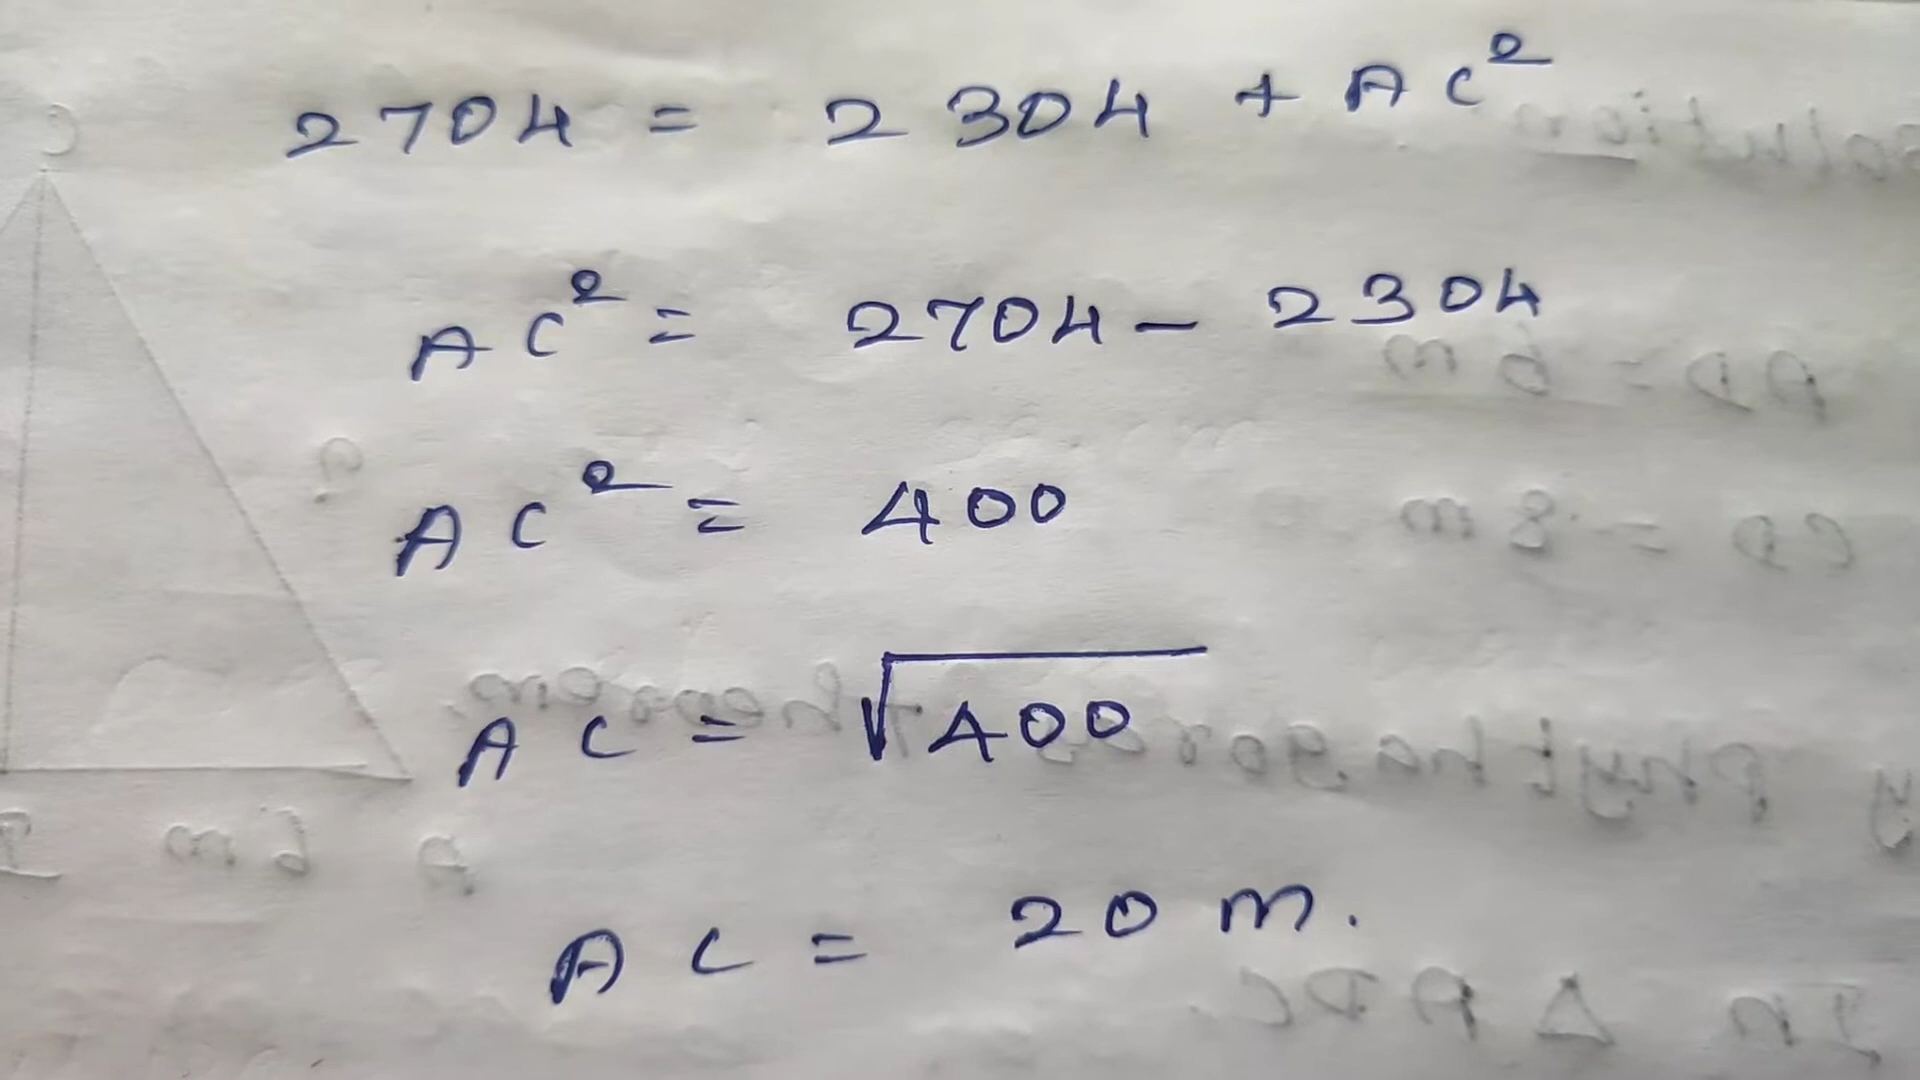 2704 = 2304 + AC²
AC² = 2704 - 2304
AC² = 400
AC = √400
AC = 20 m.